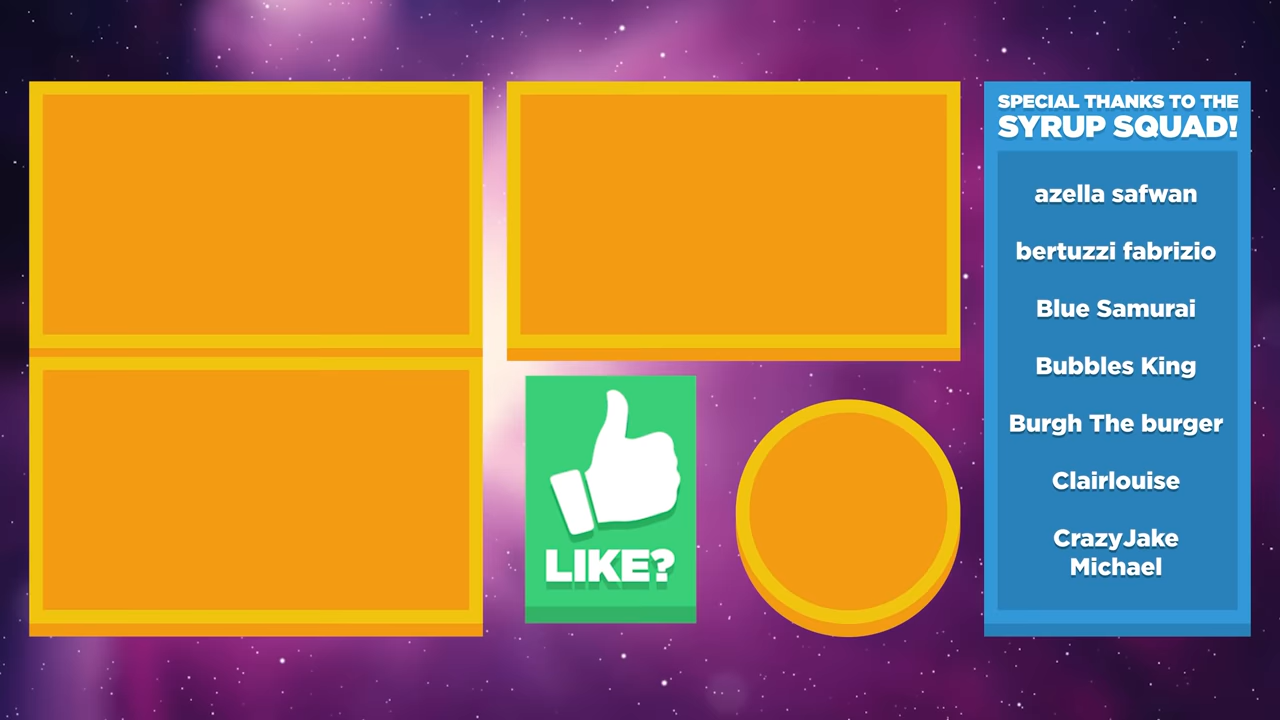 SPECIAL THANKS TO THE
SYRUP SQUAD!
azella safwan
bertuzzi fabrizio
Blue Samurai
Bubbles King
Burgh The burger
Clairlouise
CrazyJake
Michael
LIKE?